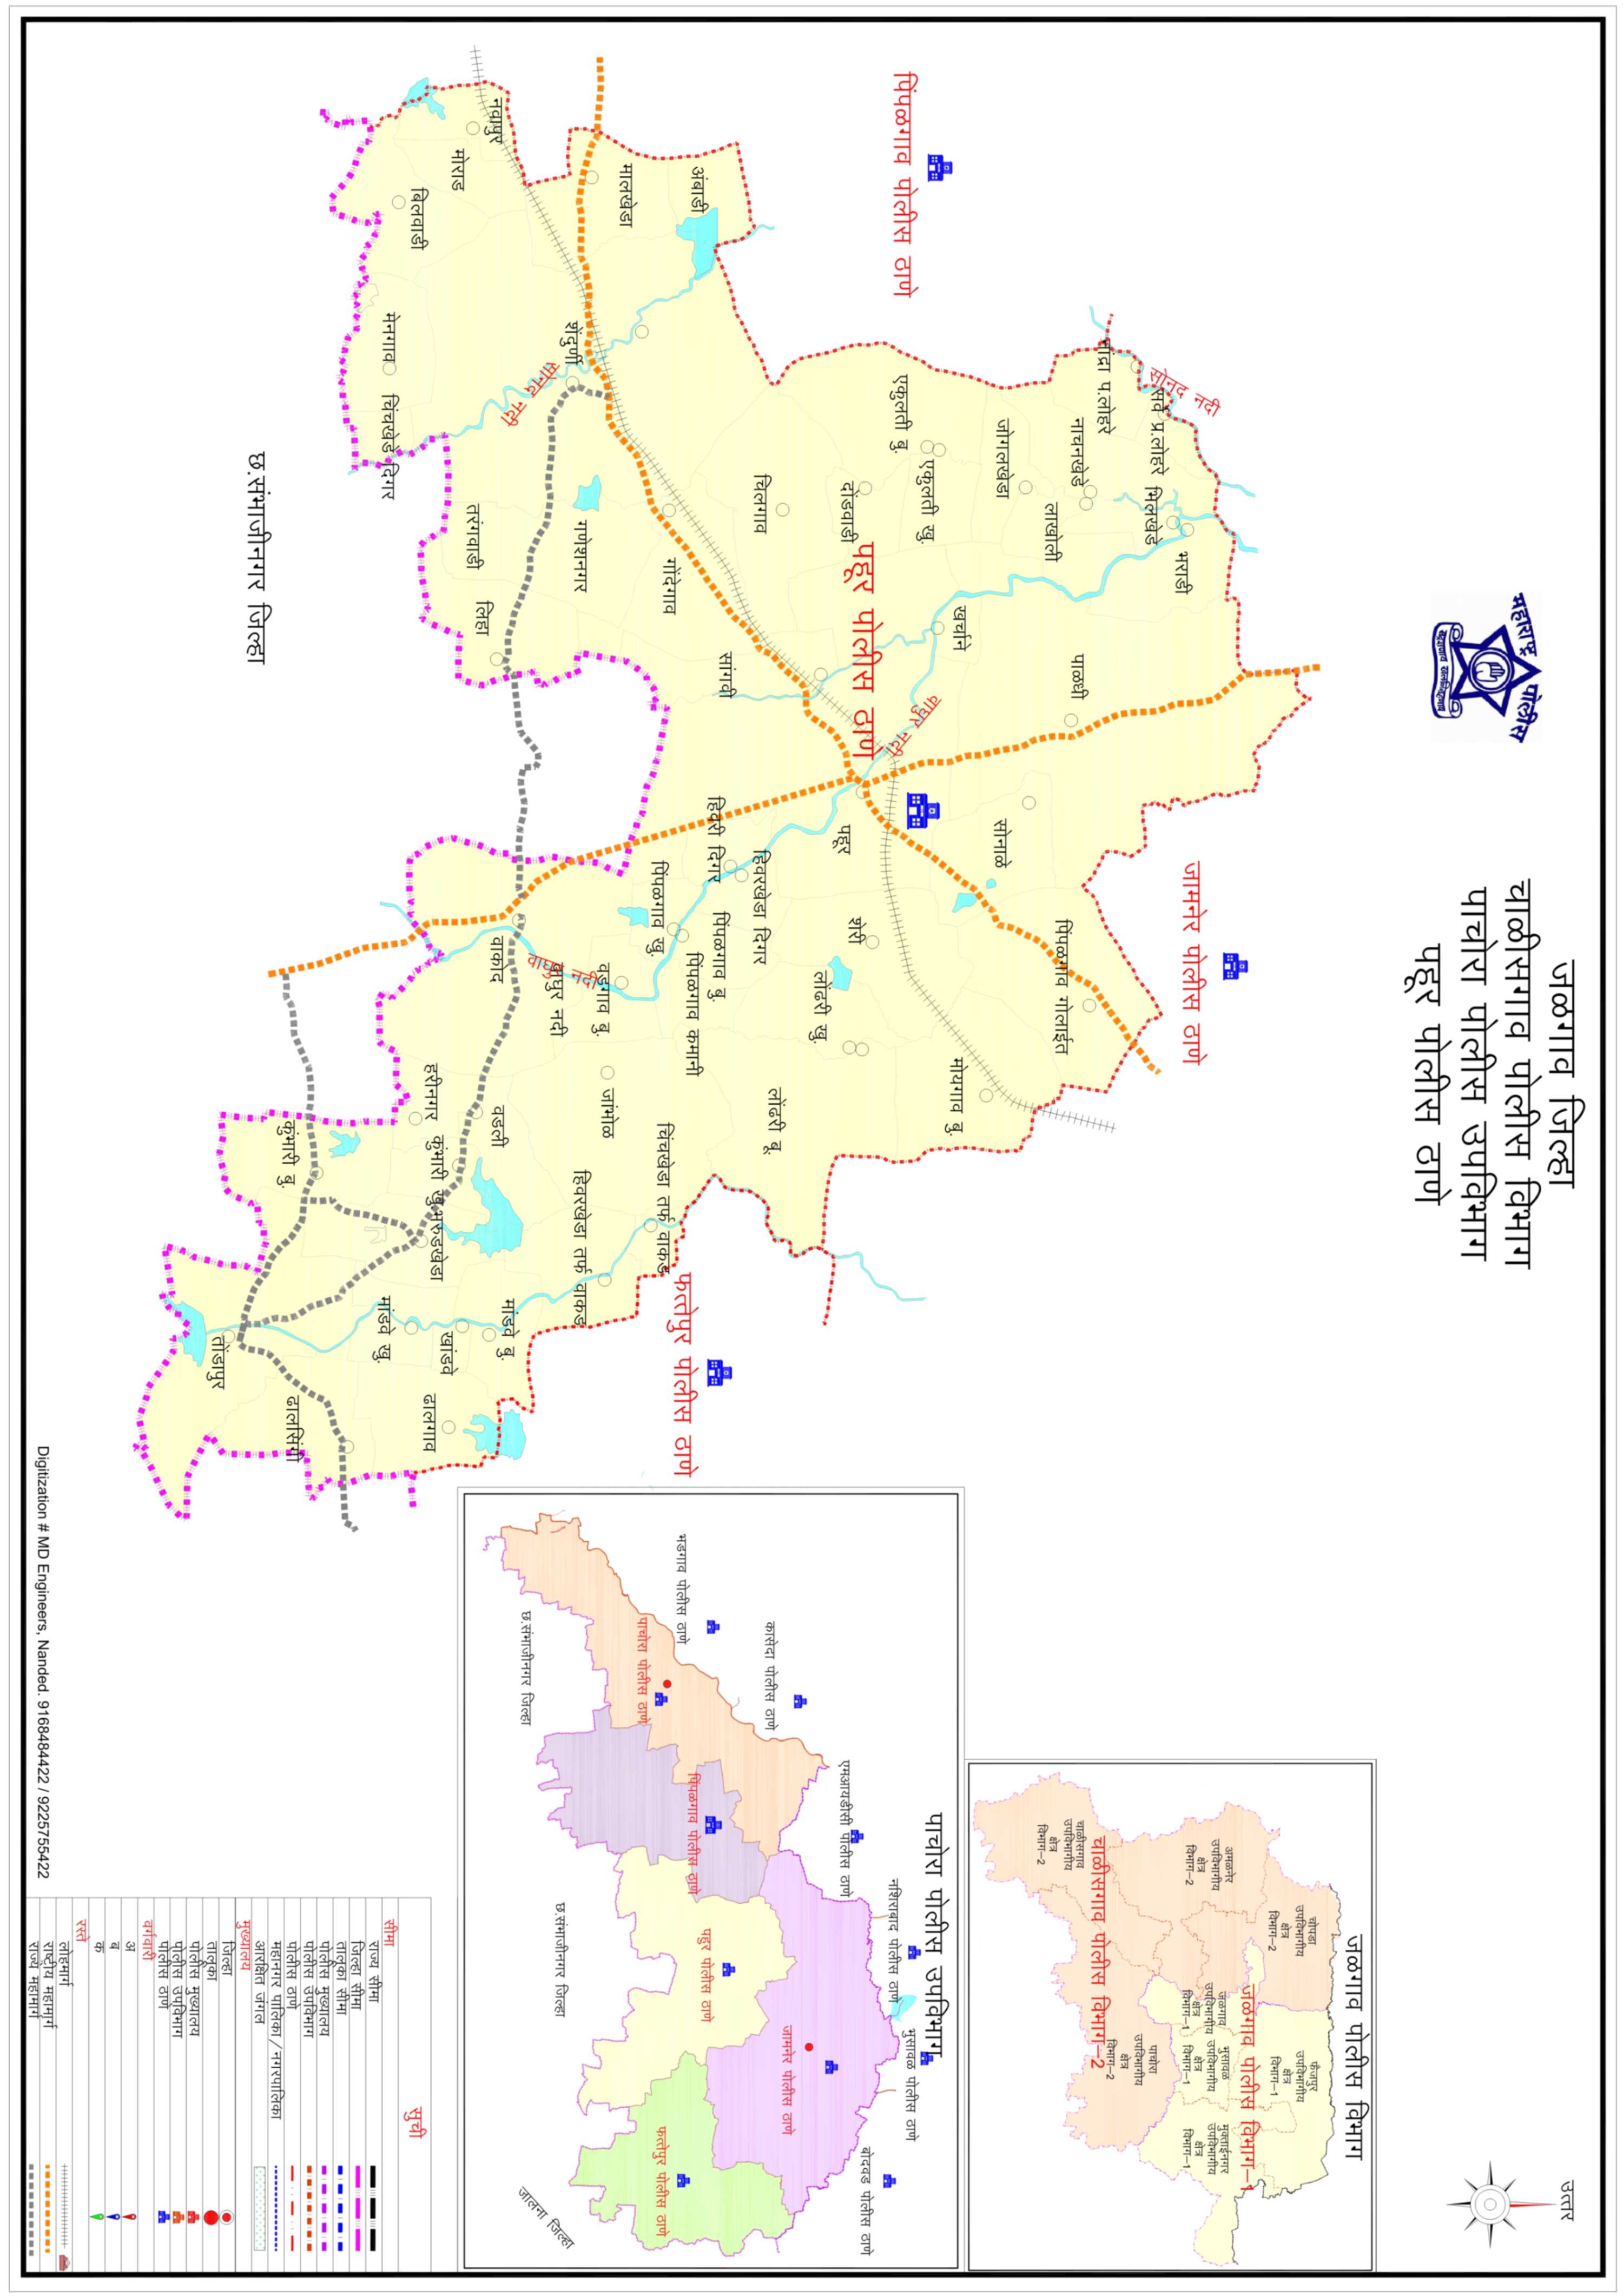 जळगाव जिल्हा
चाळीसगाव पोलीस विभाग
पाचोरा पोलीस उपविभाग
पहूर पोलीस ठाणे
महाराष्ट्र पोलीस
सद्रक्षणाय खलनिग्रहणाय
उत्तर
जळगाव पोलीस विभाग
चोपडा
उपविभागीय
क्षेत्र
विभाग–2
फैजपुर
उपविभागीय
क्षेत्र
विभाग–1
जळगाव पोलीस विभाग–1
अमळनेर
उपविभागीय
क्षेत्र
विभाग–2
जळगाव
उपविभागीय
क्षेत्र
विभाग–1
भुसावळ
उपविभागीय
क्षेत्र
विभाग–1
मुक्ताईनगर
उपविभागीय
क्षेत्र
विभाग–1
पाचोरा
उपविभागीय
क्षेत्र
विभाग–2
चाळीसगाव पोलीस विभाग–2
चाळीसगाव
उपविभागीय
क्षेत्र
विभाग–2
जामनेर पोलीस ठाणे
सोनद नदी
सर्वे प्र.लोहरे
भिलखेडे
भराडी
नांद्रा प.लोहरे
नाचनखेडे
लाखोली
जोगलखेडा
पाळधी
पिंपळगाव गोलाईत
सोनाळे
मोयगाव बु.
खर्चाने
एकुलती खु.
एकुलती बु.
वाघुर नदी
पिंपळगाव पोलीस ठाणे
पहूर पोलीस ठाणे
दोंडवाडी
पहूर
शेरी
लोंढरी खु.
लोंढरी बू.
चिलगाव
सांगवी
हिवरखेडा दिगर
हिवरी दिगर
पिंपळगाव बु.
पिंपळगाव कमानी
पिंपळगाव खु.
फत्तेपुर पोलीस ठाणे
चिंचखेडा तर्फ वाकड
अंबाडी
गोंदेगाव
मालखेडा
वडगाव बु.
जांभोळ
हिवरखेडा तर्फ वाकड
शेंदुर्णी
गणेशनगर
वाघुर नदी
वाघुर नदी
सोनद नदी
नवापुर
मोराड
तरंगवाडी
लिहा
वाकोद
वडली
मांडवे बु.
खांडवे
ढालगाव
बिलवाडी
मेनगाव
चिंचखेडे दिगर
हरीनगर
कुंभारी खु.
भरुडखेडा
मांडवे खु.
कुंभारी बु.
ढालसिंगी
तोंडापुर
छ.संभाजीनगर जिल्हा
पाचोरा पोलीस उपविभाग
भुसावळ पोलीस ठाणे
नशिराबाद पोलीस ठाणे
बोदवड पोलीस ठाणे
एमआयडीसी पोलीस ठाणे
जामनेर पोलीस ठाणे
कासेदा पोलीस ठाणे
पहुर पोलीस ठाणे
पिंपळगाव पोलीस ठाणे
भडगाव पोलीस ठाणे
फत्तेपुर पोलीस ठाणे
पाचोरा पोलीस ठाणे
छ.संभाजीनगर जिल्हा
छ.संभाजीनगर जिल्हा
जालना जिल्हा
सुची
सीमा
राज्य सीमा
जिल्हा सीमा
तालूका सीमा
पोलीस मुख्यालय
पोलीस उपविभाग
पोलीस ठाणे
महानगर पालिका/नगरपालिका
आरक्षित जंगल
मुख्यालय
जिल्हा
तालूका
पोलीस मुख्यालय
पोलीस उपविभाग
पोलीस ठाणे
वर्गवारी
अ
ब
क
रस्ते
लोहमार्ग
राष्ट्रीय महामार्ग
राज्य महामार्ग
Digitization # MD Engineers, Nanded. 9168484422 / 9225755422